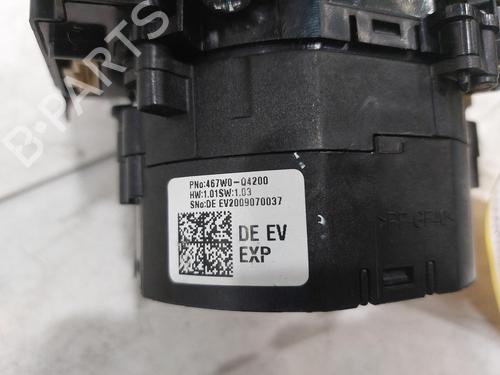 B-PARTS
PNo:467W0-Q4200
HW:1.01SW:1.03
SNo:DE EV2009070037
DE EV
EXP